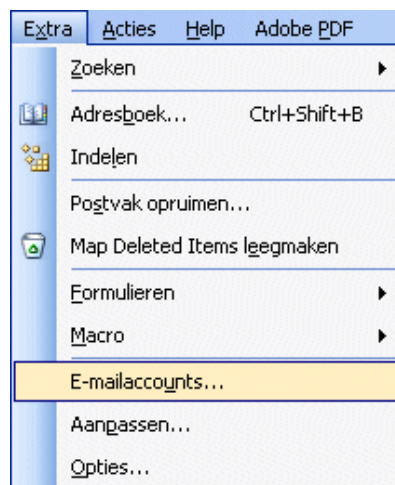 Extra Acties Help Adobe PDF
Zoeken
Adresboek... Ctrl+Shift+B
Indelen
Postvak opruimen...
Map Deleted Items leegmaken
Formulieren
Macro
E-mailaccounts...
Aanpassen...
Opties...